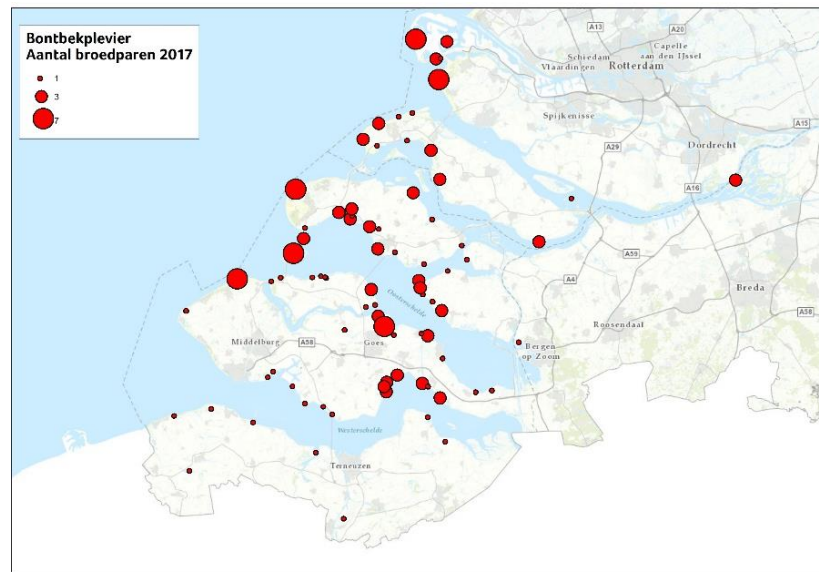 Bontbekplevier
Aantal broedparen 2017
1
3
7
A13
A20
Schiedam
Capelle
aan den IJssel
Vlaardingen
Rotterdam
Spijkenisse
A15
A29
Dordrecht
A16
A59
A4
Breda
Oosterschelde
A58
Roosendaal
Middelburg
A58
Goes
Bergen
op Zoom
Westerschelde
Terneuzen